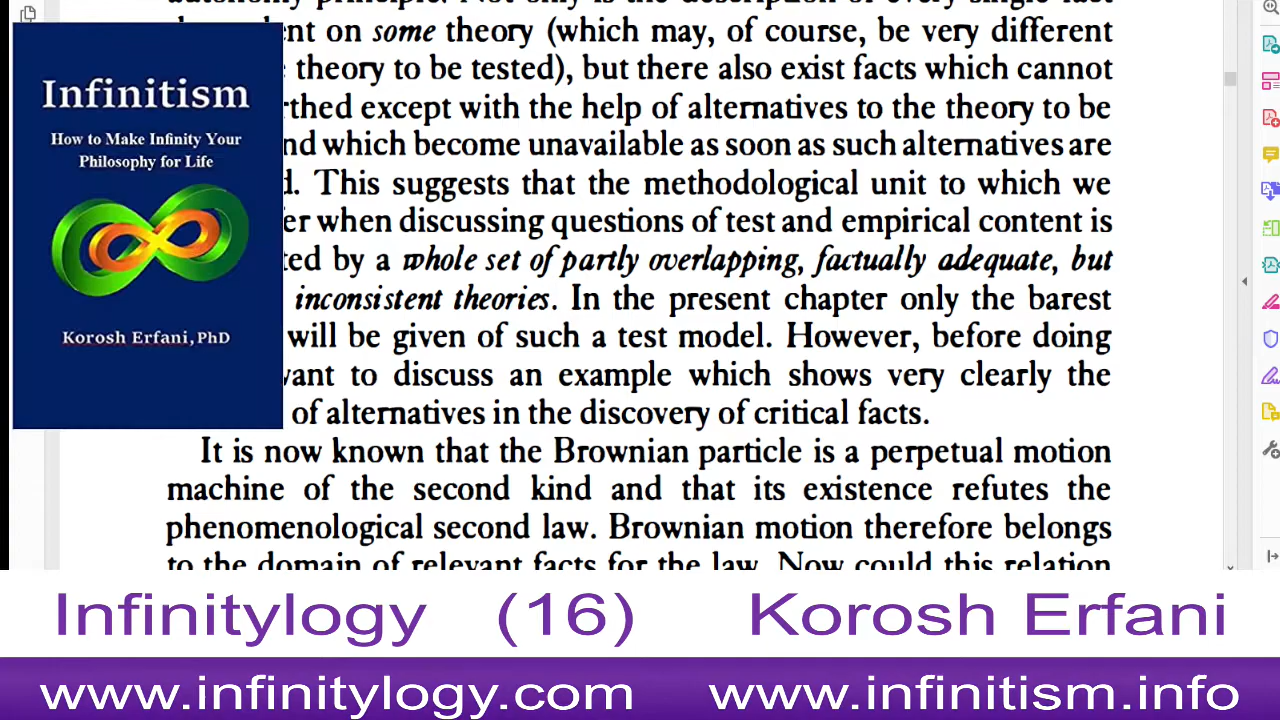 autonomy principle. Not only is the description of every single fact
ent on some theory (which may, of course, be very different
theory to be tested), but there also exist facts which cannot
rthed except with the help of alternatives to the theory to be
nd which become unavailable as soon as such alternatives are
d. This suggests that the methodological unit to which we
er when discussing questions of test and empirical content is
ted by a whole set of partly overlapping, factually adequate, but
inconsistent theories. In the present chapter only the barest
will be given of such a test model. However, before doing
want to discuss an example which shows very clearly the
of alternatives in the discovery of critical facts.
It is now known that the Brownian particle is a perpetual motion
machine of the second kind and that its existence refutes the
phenomenological second law. Brownian motion therefore belongs
to the domain of relevant facts for the law. Now could this relation
Infinitism
How to Make Infinity Your
Philosophy for Life
Korosh Erfani, PhD
Infinitylogy (16) Korosh Erfani
www.infinitylogy.com www.infinitism.info